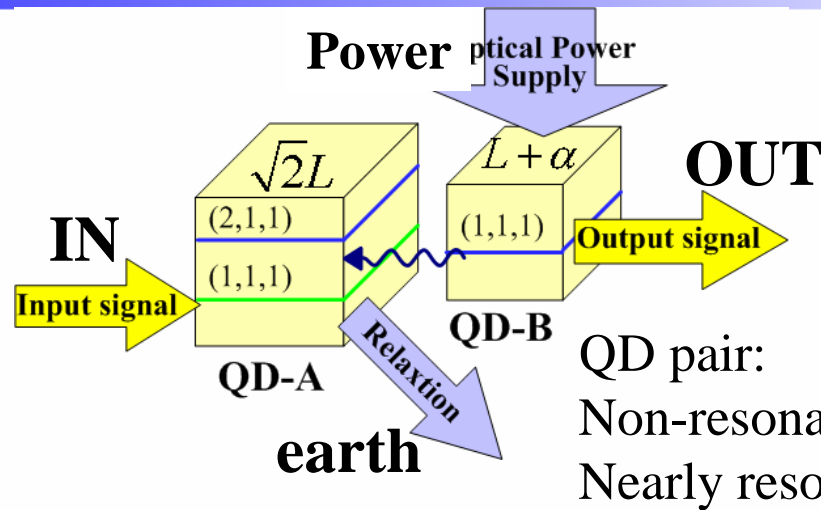 Power
ptical Power
Supply
√2L
L + α
OUT
IN
(2,1,1)
(1,1,1)
(1,1,1)
Output signal
Input signal
QD-A
QD-B
Relaxtion
earth
QD pair:
Non-resona
Nearly reso